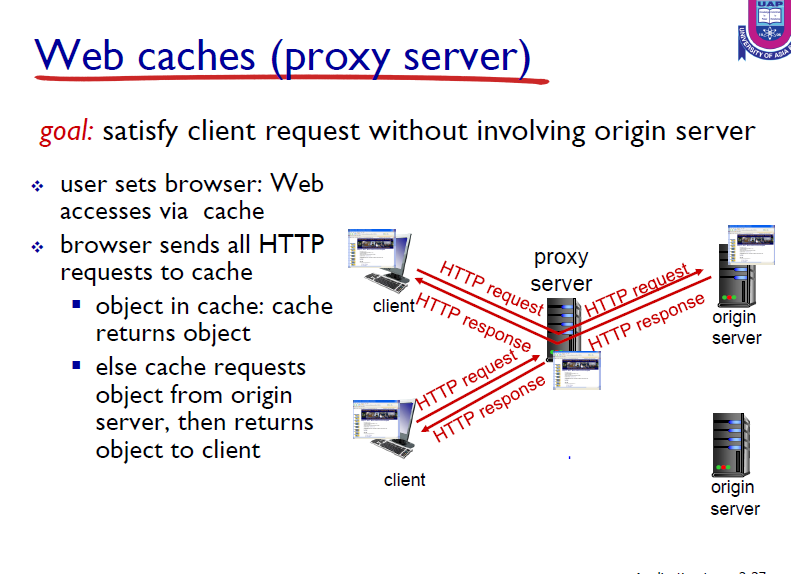 UAP
UNIVERSITY OF ASIA
Web caches (proxy server)
goal: satisfy client request without involving origin server
❖ user sets browser: Web
accesses via cache
❖ browser sends all HTTP
requests to cache
▪ object in cache: cache
returns object
▪ else cache requests
object from origin
server, then returns
object to client
client
HTTP request
HTTP response
proxy
server
HTTP request
HTTP response
origin
server
HTTP request
HTTP response
client
origin
server